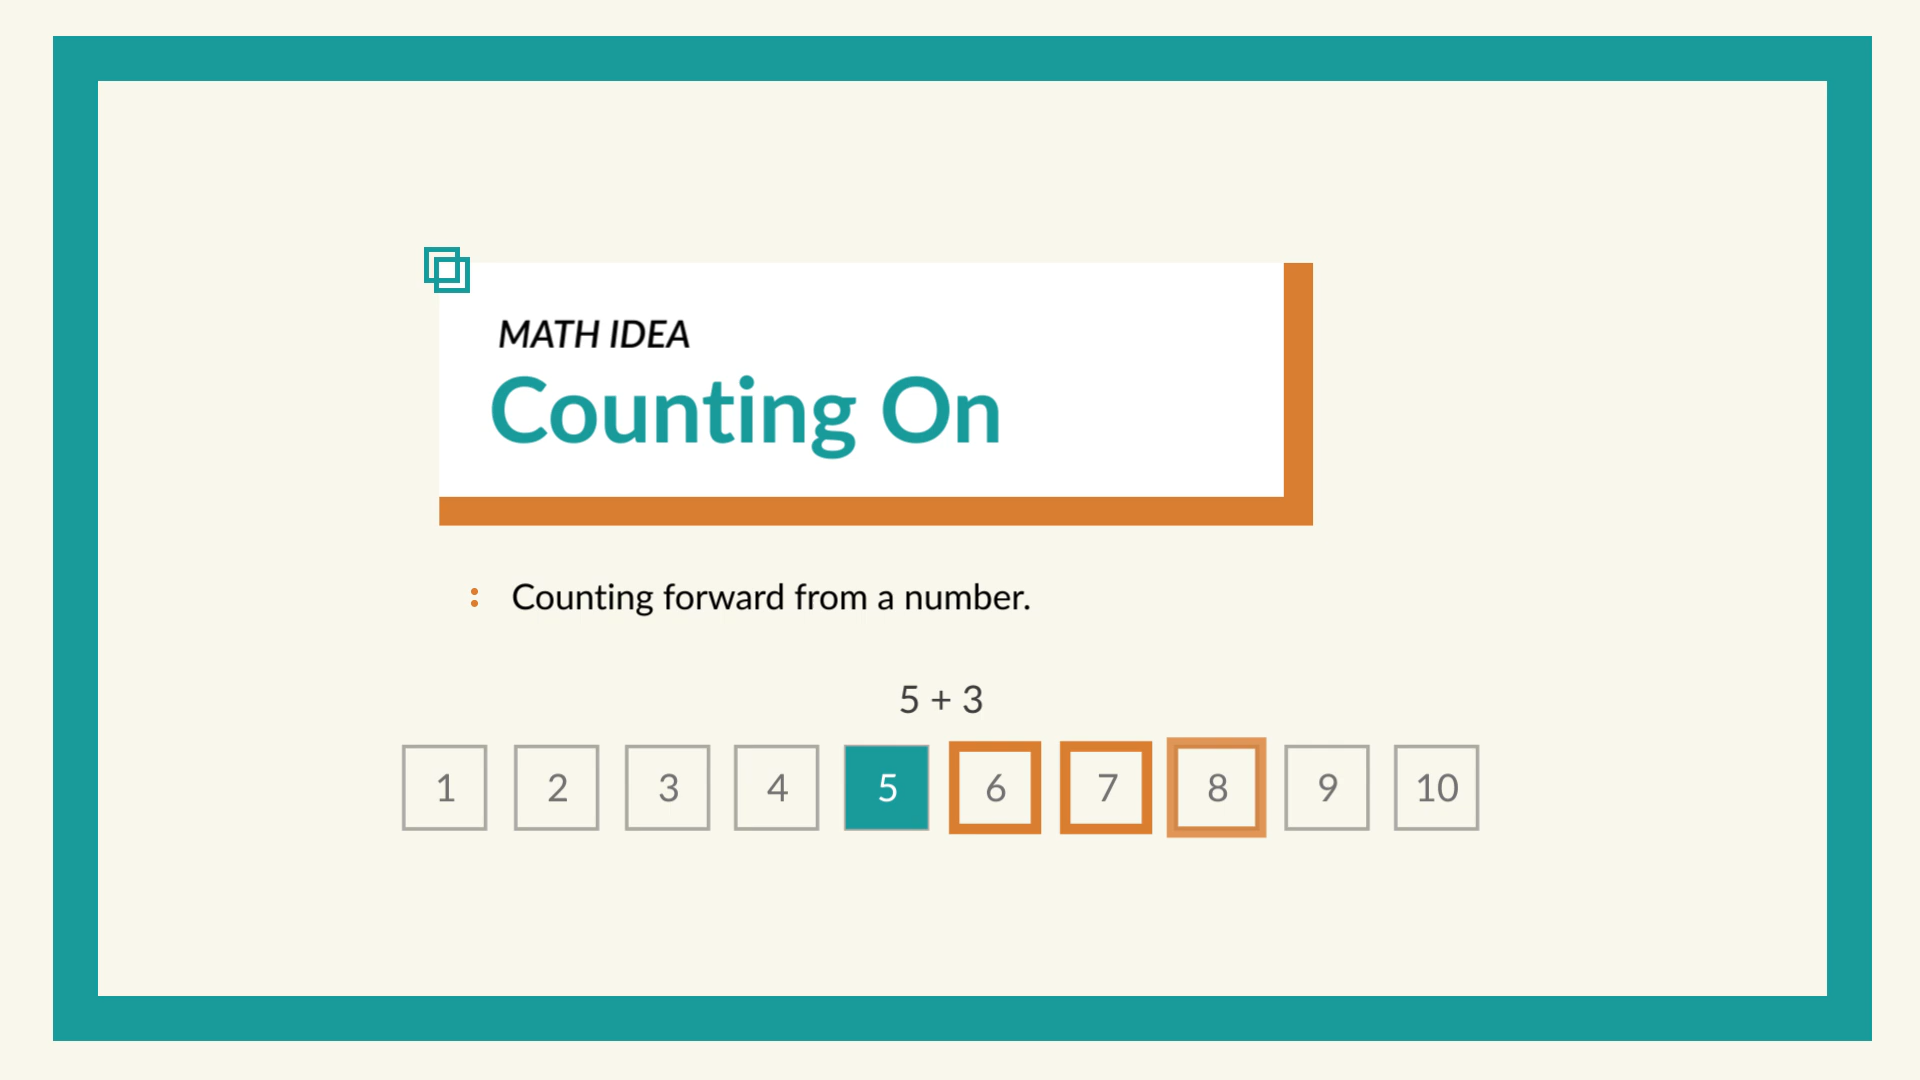 MATH IDEA
Counting On
Counting forward from a number.
5 + 3
1 2 3 4 5 6 7 8 9 10